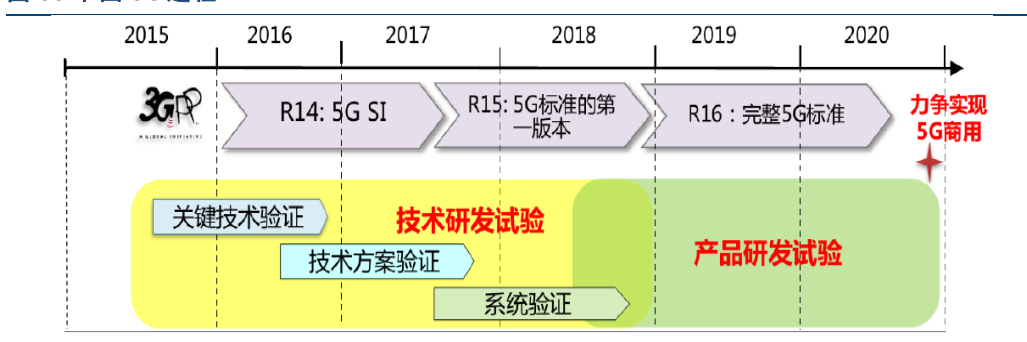 2015 2016 2017 2018 2019 2020
3GPP
A GLOBAL INITIATIVE
R14: 5G SI
R15: 5G标准的第
一版本
R16：完整5G标准
力争实现
5G商用
关键技术验证
技术研发试验
技术方案验证
产品研发试验
系统验证